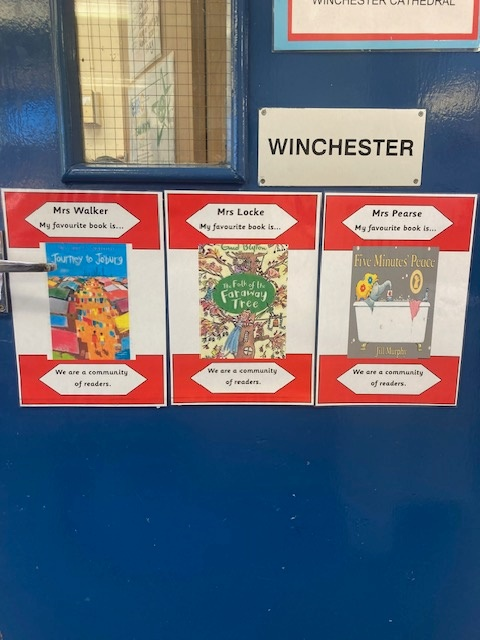 WINCHESTER CATHEDRAL
WINCHESTER
Mrs Walker
My favourite book is...
Journey to Jo'burg
We are a community
of readers.
Mrs Locke
My favourite book is...
Enid Blyton
The Folk of the
Faraway
Tree
We are a community
of readers.
Mrs Pearse
My favourite book is...
Five Minutes' Peace
Jill Murphy
We are a community
of readers.